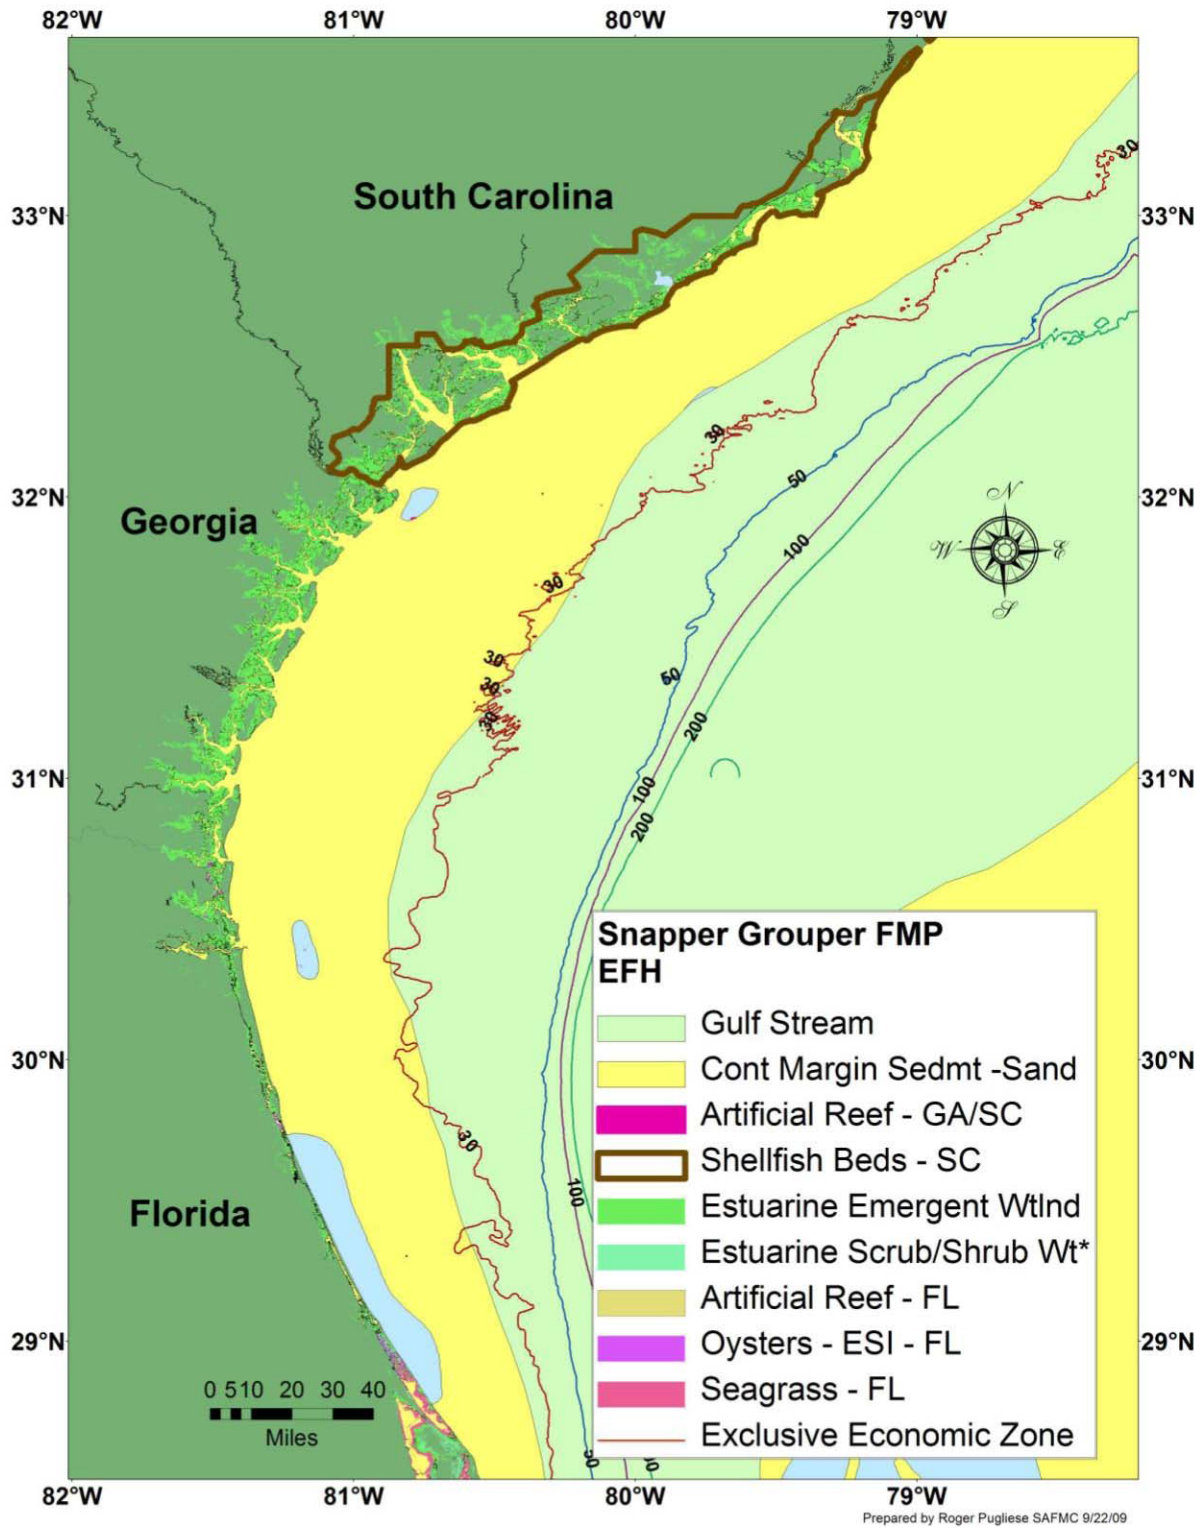 82°W 81°W 80°W 79°W
30
South Carolina
33°N 33°N
30
50
32°N 32°N
N
Georgia
W E
100
S
30
30
50
30
30
200
31°N 31°N
100
200
Snapper Grouper FMP
EFH
Gulf Stream
30°N 30°N
Cont Margin Sedmt -Sand
Artificial Reef - GA/SC
30
Shellfish Beds - SC
100
Florida
Estuarine Emergent Wtlnd
Estuarine Scrub/Shrub Wt*
Artificial Reef - FL
29°N 29°N
Oysters - ESI - FL
0 5 10 20 30 40
Seagrass - FL
Miles
Exclusive Economic Zone
82°W 81°W 80°W 79°W
Prepared by Roger Pugliese SAFMC 9/22/09